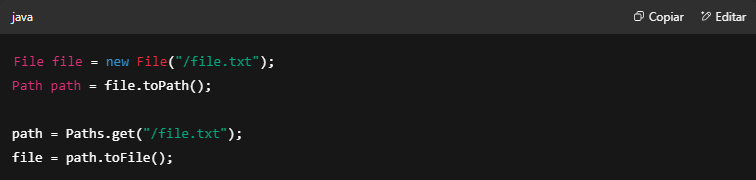 java
Copiar
Editar
File file = new File("/file.txt");
Path path = file.toPath();
path = Paths.get("/file.txt");
file = path.toFile();